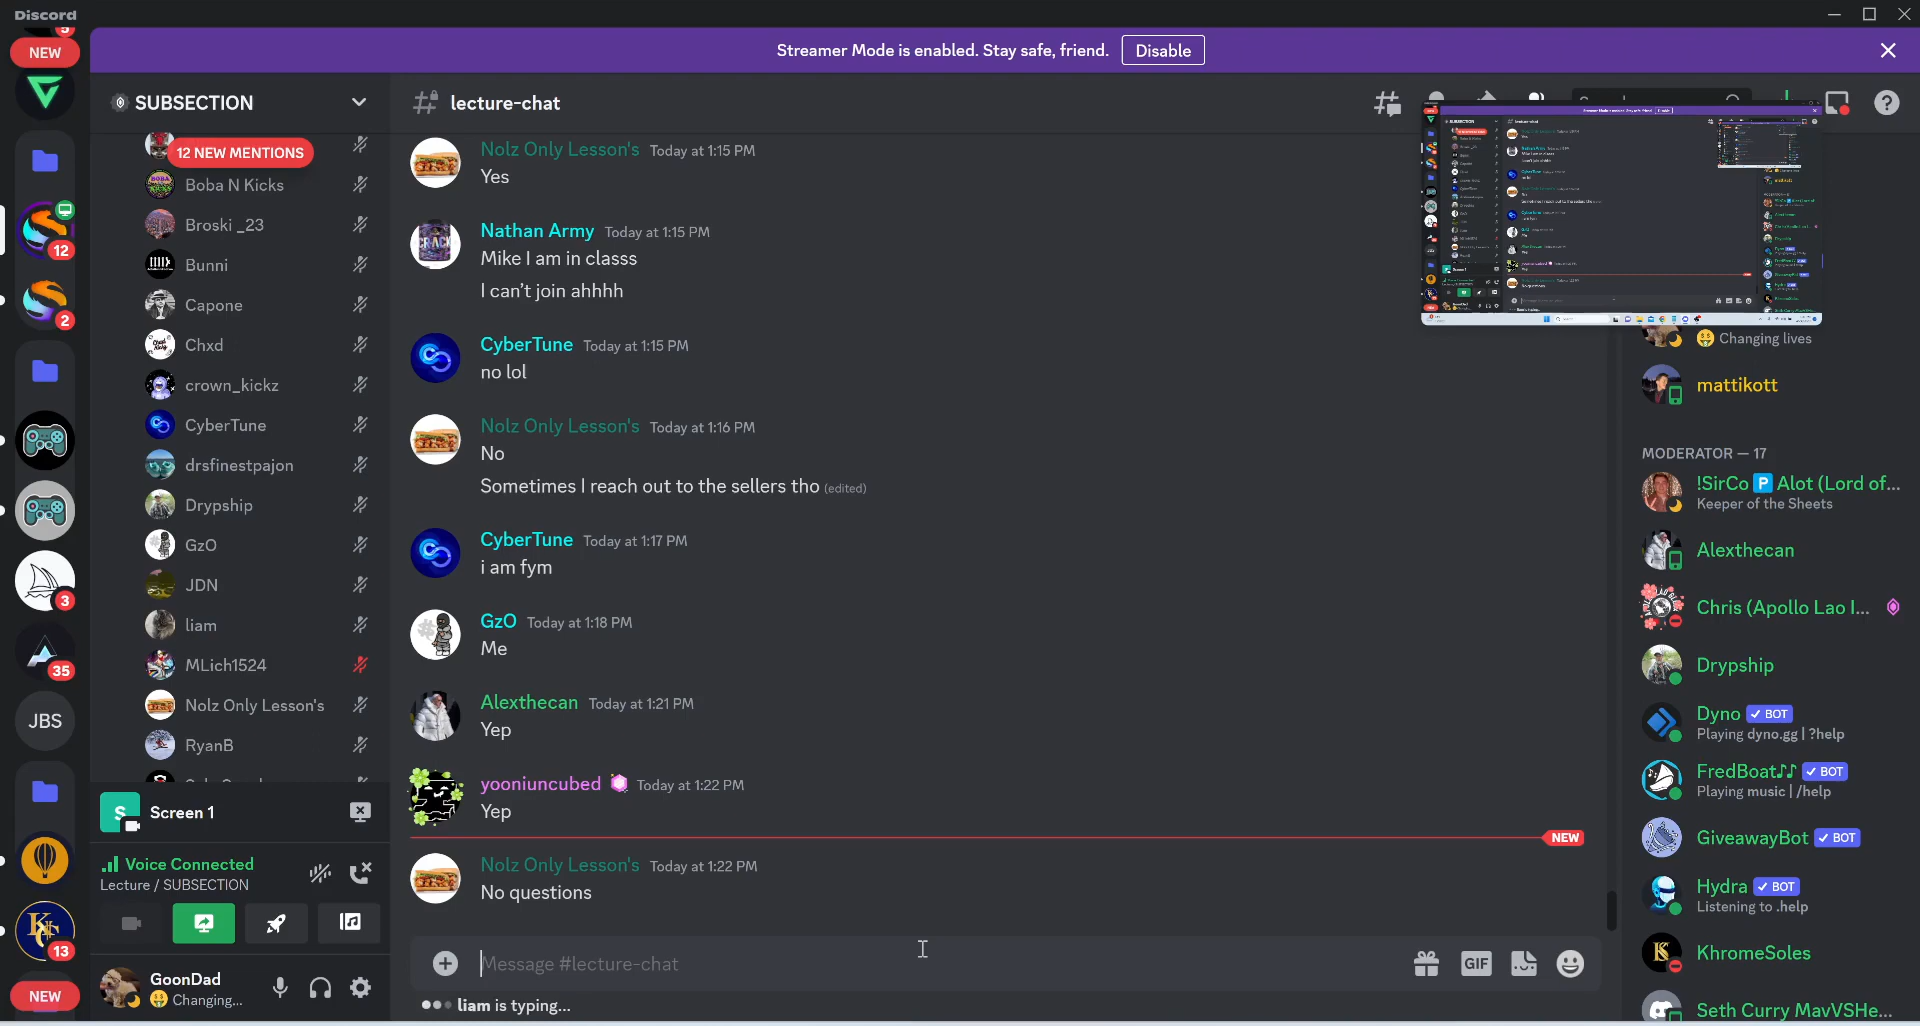 Discord
Streamer Mode is enabled. Stay safe, friend. Disable
5
NEW
12
2
3
35
JBS
13
NEW
SUBSECTION
12 NEW MENTIONS
Boba N Kicks
Broski _23
Bunni
Capone
Chxd
crown_kickz
CyberTune
drsfinestpajon
Drypship
GzO
JDN
liam
MLich1524
Nolz Only Lesson's
RyanB
S
Screen 1
Voice Connected
Lecture / SUBSECTION
GoonDad
Changing...
lecture-chat
Nolz Only Lesson's Today at 1:15 PM
Yes
Nathan Army Today at 1:15 PM
Mike I am in classs
I can't join ahhhh
CyberTune Today at 1:15 PM
no lol
Nolz Only Lesson's Today at 1:16 PM
No
Sometimes I reach out to the sellers tho (edited)
CyberTune Today at 1:17 PM
i am fym
GzO Today at 1:18 PM
Me
Alexthecan Today at 1:21 PM
Yep
yooniuncubed Today at 1:22 PM
Yep
NEW
Nolz Only Lesson's Today at 1:22 PM
No questions
Message #lecture-chat
GIF
liam is typing...
Changing lives
mattikott
MODERATOR — 17
!SirCo P Alot (Lord of...
Keeper of the Sheets
Alexthecan
Chris (Apollo Lao I...
Drypship
Dyno ✓ BOT
Playing dyno.gg | ?help
FredBoat♪♪ ✓ BOT
Playing music | /help
GiveawayBot ✓ BOT
Hydra ✓ BOT
Listening to .help
KhromeSoles
Seth Curry MavVSHe...